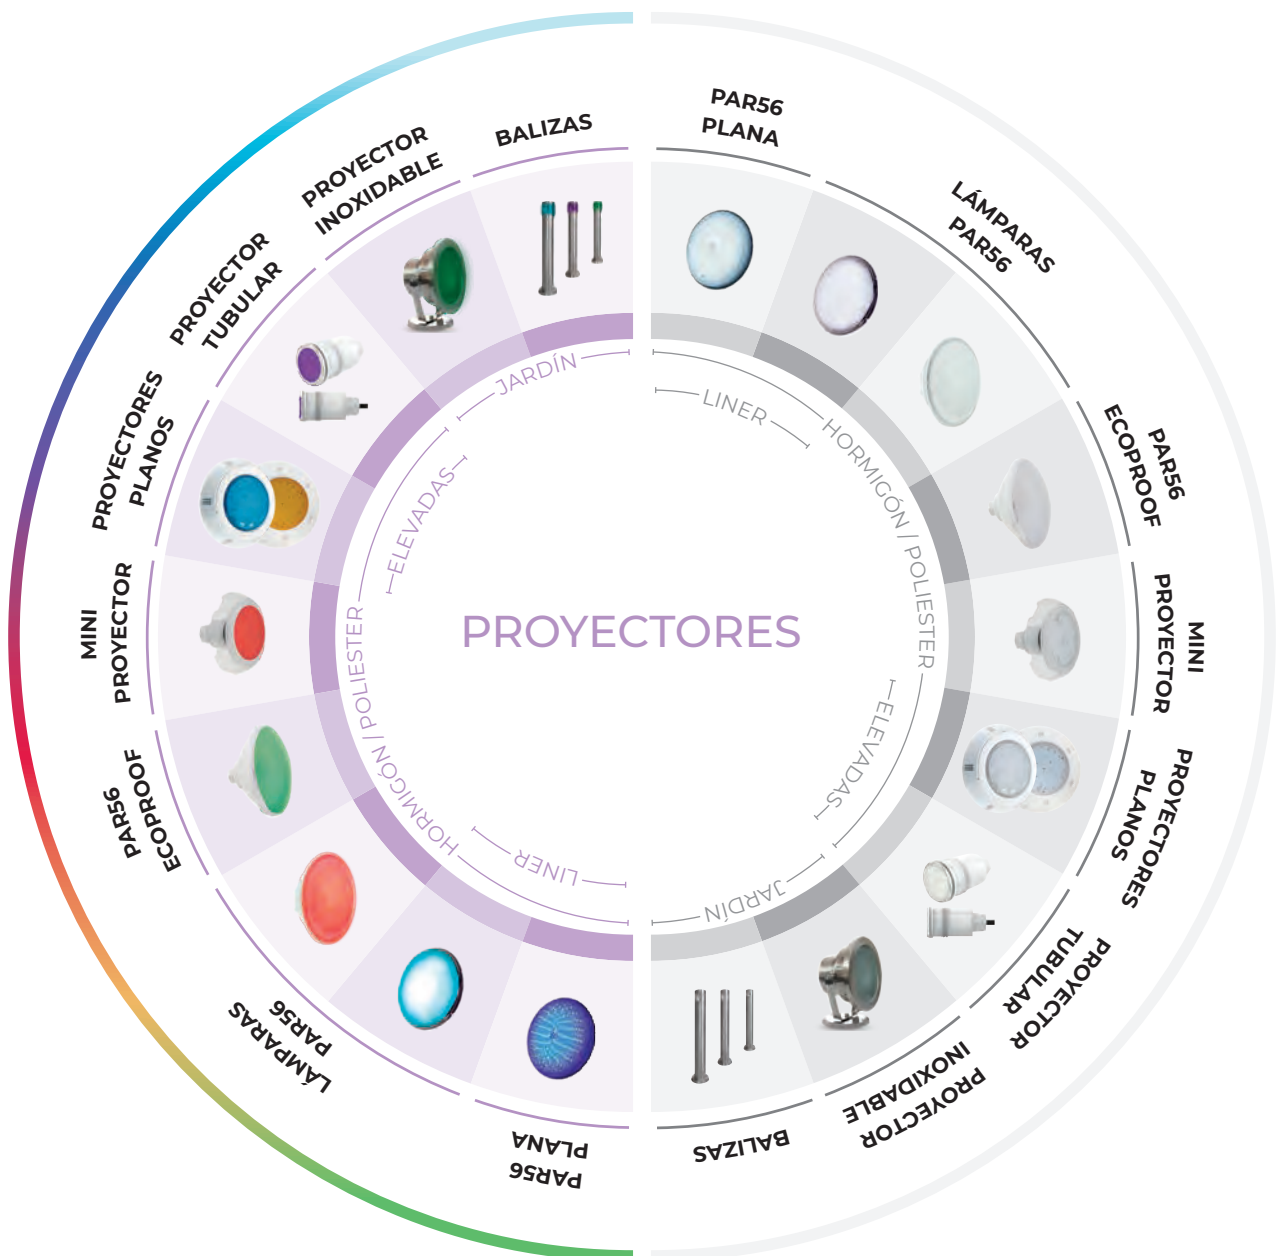 BALIZAS
PROYECTOR
INOXIDABLE
PROYECTOR
TUBULAR
PROYECTORES
PLANOS
MINI
PROYECTOR
PAR56
ECOPROOF
LÁMPARAS
PAR56
PAR56
PLANA
PAR56
PLANA
LÁMPARAS
PAR56
PAR56
ECOPROOF
MINI
PROYECTOR
PROYECTORES
PLANOS
PROYECTOR
TUBULAR
PROYECTOR
INOXIDABLE
BALIZAS
JARDÍN
ELEVADAS
HORMIGÓN / POLIESTER
LINER
LINER
HORMIGÓN / POLIESTER
ELEVADAS
JARDÍN
PROYECTORES